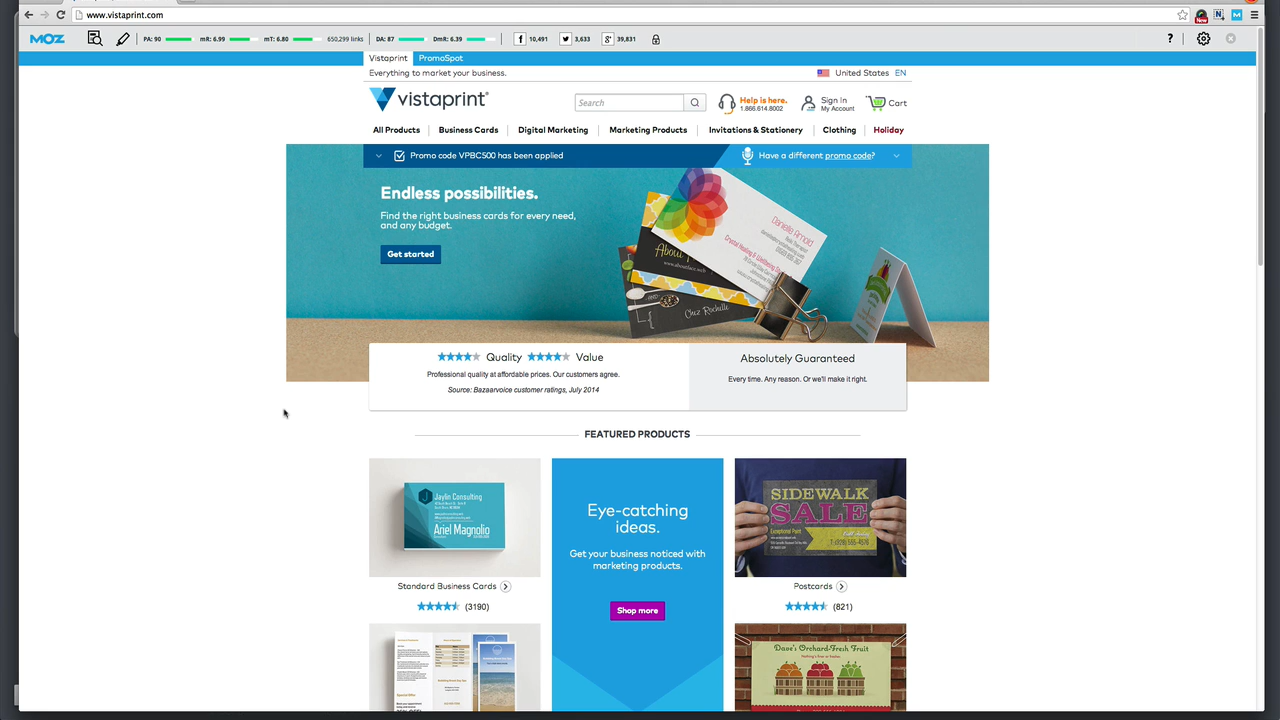 www.vistaprint.com
MOZ
PA: 90
mR: 6.99
mT: 6.80
650,299 links
DA: 87
DmR: 6.39
10,491
3,633
39,831
?
Vistaprint
PromoSpot
Everything to market your business.
United States EN
vistaprint
Search
Help is here.
1.866.614.8002
Sign In
My Account
Cart
All Products
Business Cards
Digital Marketing
Marketing Products
Invitations & Stationery
Clothing
Holiday
Promo code VPBC500 has been applied
Have a different promo code?
Endless possibilities.
Find the right business cards for every need,
and any budget.
Get started
Danielle Arnold
Chez Rochelle
Quality
Value
Professional quality at affordable prices. Our customers agree.
Source: Bazaarvoice customer ratings, July 2014
Absolutely Guaranteed
Every time. Any reason. Or we'll make it right.
FEATURED PRODUCTS
Jaylin Consulting
Ariel Magnolio
Standard Business Cards
(3190)
Eye-catching
ideas.
Get your business noticed with
marketing products.
Shop more
SIDEWALK
SALE
Exceptional Paint
Postcards
(821)
Dave's Orchard-Fresh Fruit